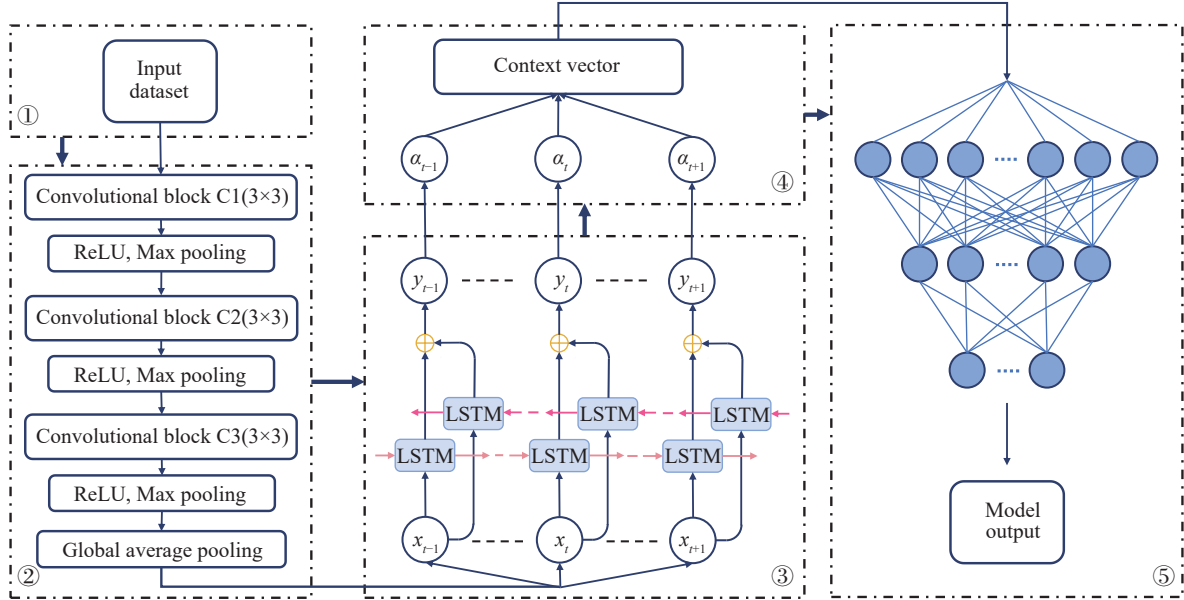 Input
dataset
①
Convolutional block C1(3×3)
ReLU, Max pooling
Convolutional block C2(3×3)
ReLU, Max pooling
Convolutional block C3(3×3)
ReLU, Max pooling
Global average pooling
②
Context vector
α_{t−1} α_t α_{t+1}
④
y_{t−1} y_t y_{t+1}
LSTM LSTM LSTM
LSTM LSTM LSTM
x_{t−1} x_t x_{t+1}
③
Model
output
⑤